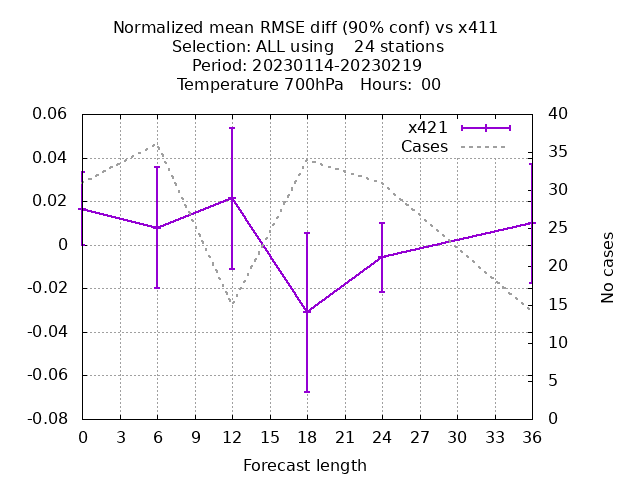 Normalized mean RMSE diff (90% conf) vs x411
Selection: ALL using    24 stations
Period: 20230114-20230219
Temperature 700hPa   Hours:  00
x421
Cases
0.06
0.04
0.02
0
-0.02
-0.04
-0.06
-0.08
40
35
30
25
20
15
10
5
0
No cases
0 3 6 9 12 15 18 21 24 27 30 33 36
Forecast length